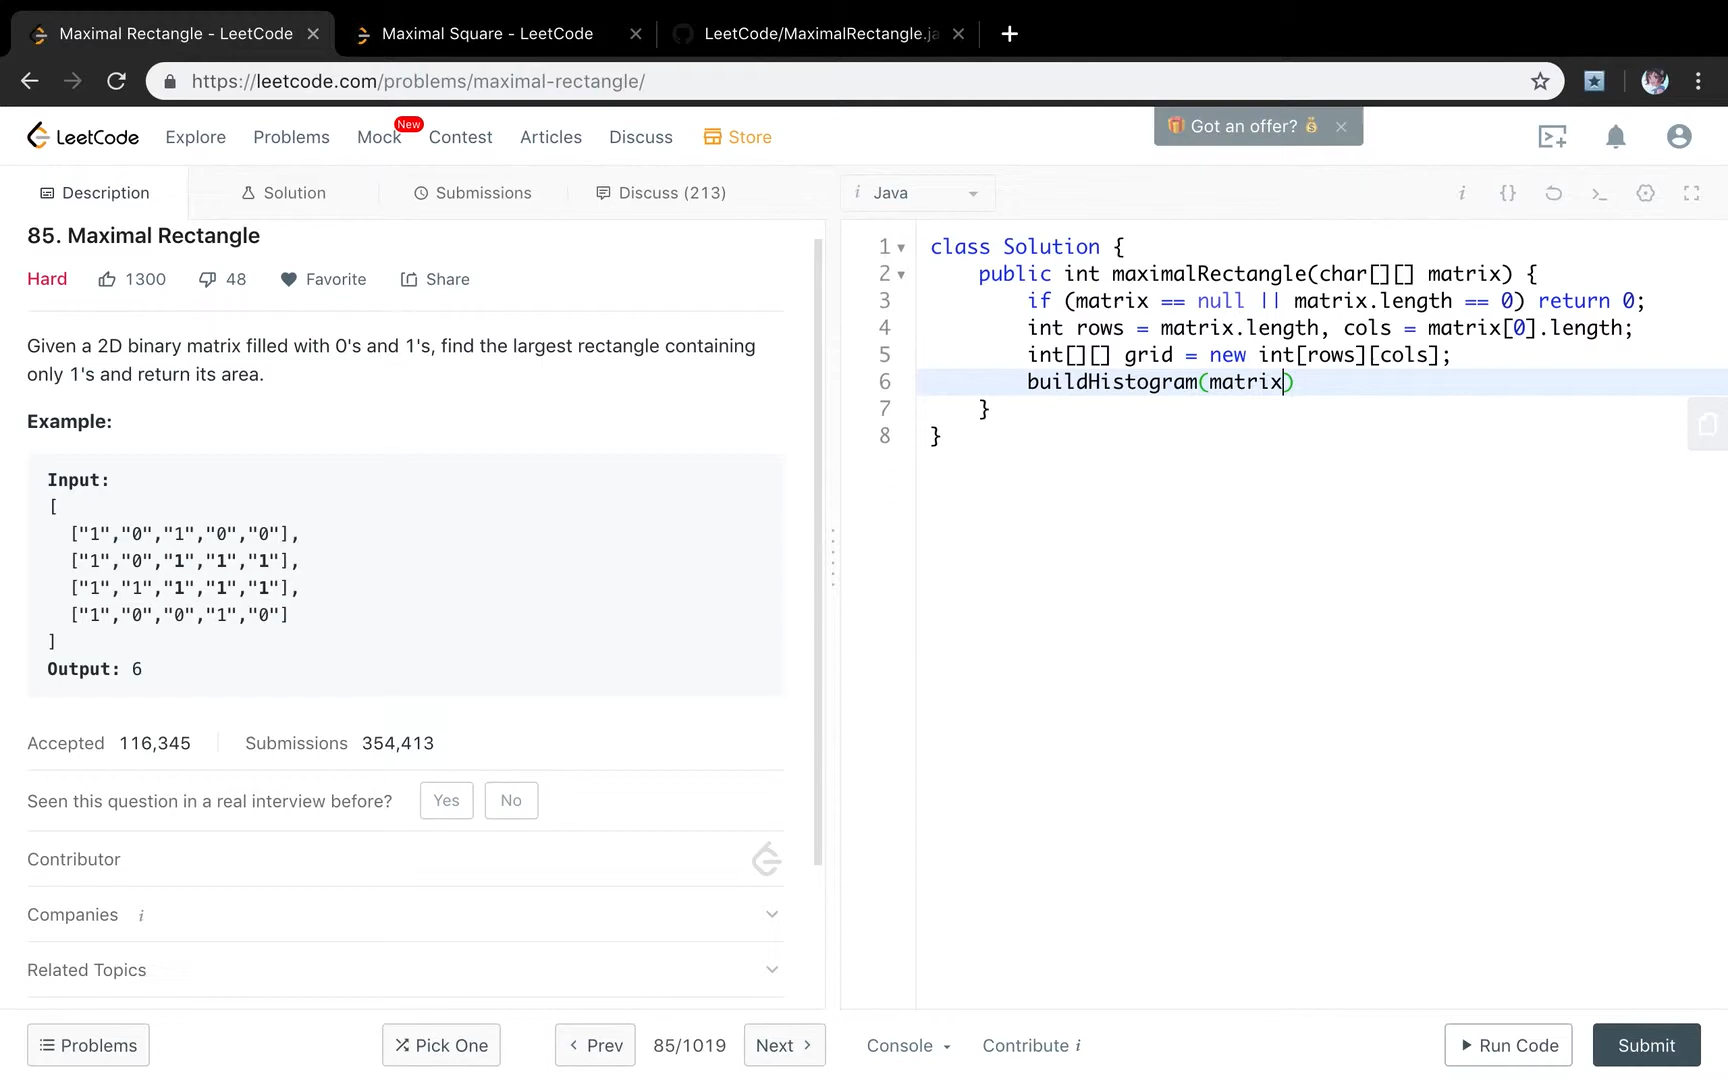 Maximal Rectangle - LeetCode
Maximal Square - LeetCode
LeetCode/MaximalRectangle.ja
https://leetcode.com/problems/maximal-rectangle/
LeetCode
Explore
Problems
Mock
New
Contest
Articles
Discuss
Store
Got an offer?
Description
Solution
Submissions
Discuss (213)
i Java
85. Maximal Rectangle
Hard
1300
48
Favorite
Share
Given a 2D binary matrix filled with 0's and 1's, find the largest rectangle containing
only 1's and return its area.
Example:
Input:
[
["1","0","1","0","0"],
["1","0","1","1","1"],
["1","1","1","1","1"],
["1","0","0","1","0"]
]
Output: 6
Accepted 116,345
Submissions 354,413
Seen this question in a real interview before?
Yes
No
Contributor
Companies i
Related Topics
1 class Solution {
2 public int maximalRectangle(char[][] matrix) {
3 if (matrix == null || matrix.length == 0) return 0;
4 int rows = matrix.length, cols = matrix[0].length;
5 int[][] grid = new int[rows][cols];
6 buildHistogram(matrix)
7 }
8 }
Problems
Pick One
Prev
85/1019
Next
Console
Contribute i
Run Code
Submit